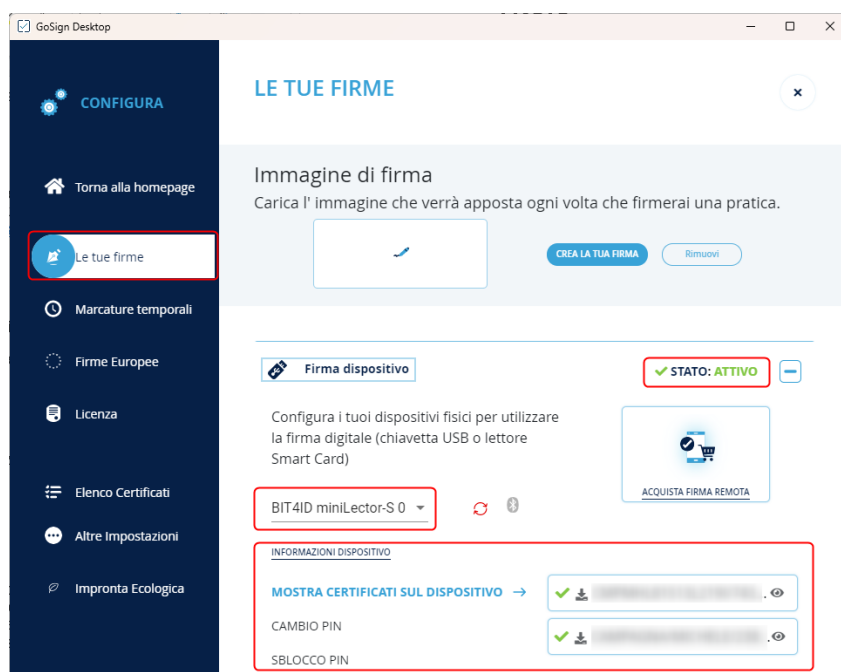 GoSign Desktop
CONFIGURA
Torna alla homepage
Le tue firme
Marcature temporali
Firme Europee
Licenza
Elenco Certificati
Altre Impostazioni
Impronta Ecologica
LE TUE FIRME
Immagine di firma
Carica l' immagine che verrà apposta ogni volta che firmerai una pratica.
CREA LA TUA FIRMA
Rimuovi
Firma dispositivo
STATO: ATTIVO
Configura i tuoi dispositivi fisici per utilizzare
la firma digitale (chiavetta USB o lettore
Smart Card)
ACQUISTA FIRMA REMOTA
BIT4ID miniLector-S 0
INFORMAZIONI DISPOSITIVO
MOSTRA CERTIFICATI SUL DISPOSITIVO →
CAMBIO PIN
SBLOCCO PIN